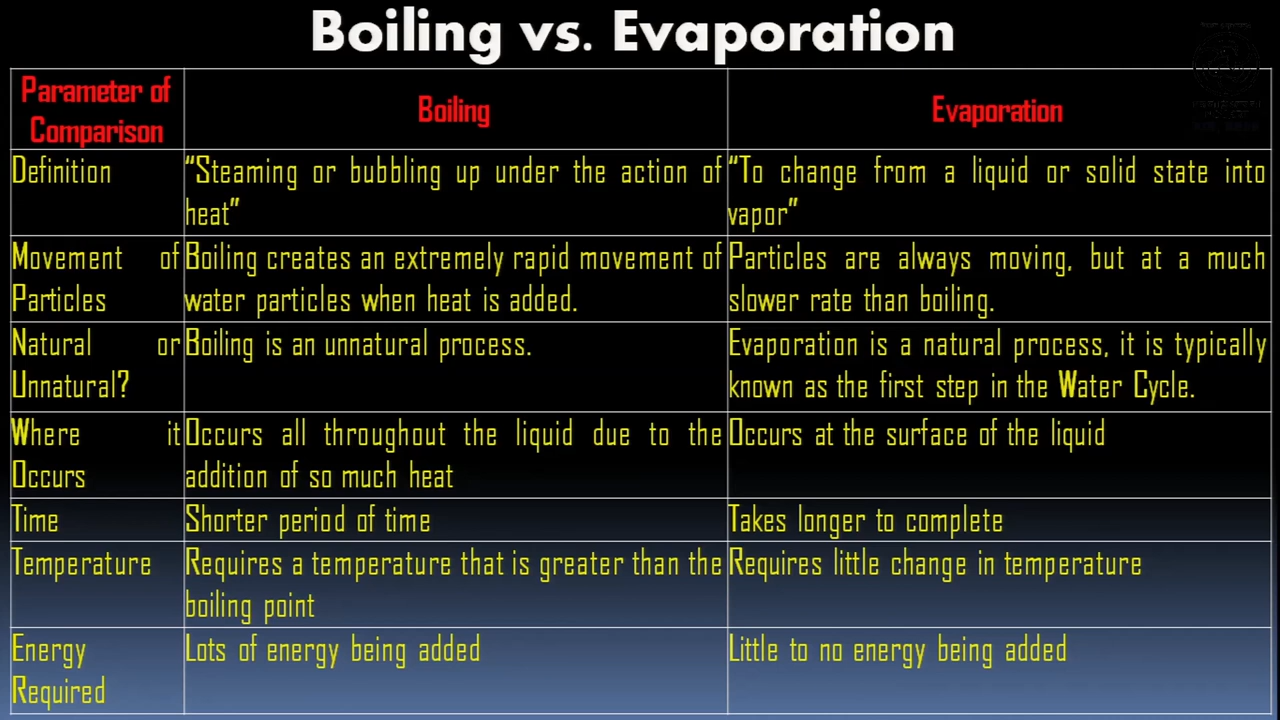 Boiling vs. Evaporation
Parameter of
Comparison
Boiling
Evaporation
Definition
“Steaming or bubbling up under the action of
heat”
“To change from a liquid or solid state into
vapor”
Movement of
Particles
Boiling creates an extremely rapid movement of
water particles when heat is added.
Particles are always moving, but at a much
slower rate than boiling.
Natural or
Unnatural?
Boiling is an unnatural process.
Evaporation is a natural process, it is typically
known as the first step in the Water Cycle.
Where it
Occurs
Occurs all throughout the liquid due to the
addition of so much heat
Occurs at the surface of the liquid
Time
Shorter period of time
Takes longer to complete
Temperature
Requires a temperature that is greater than the
boiling point
Requires little change in temperature
Energy
Required
Lots of energy being added
Little to no energy being added